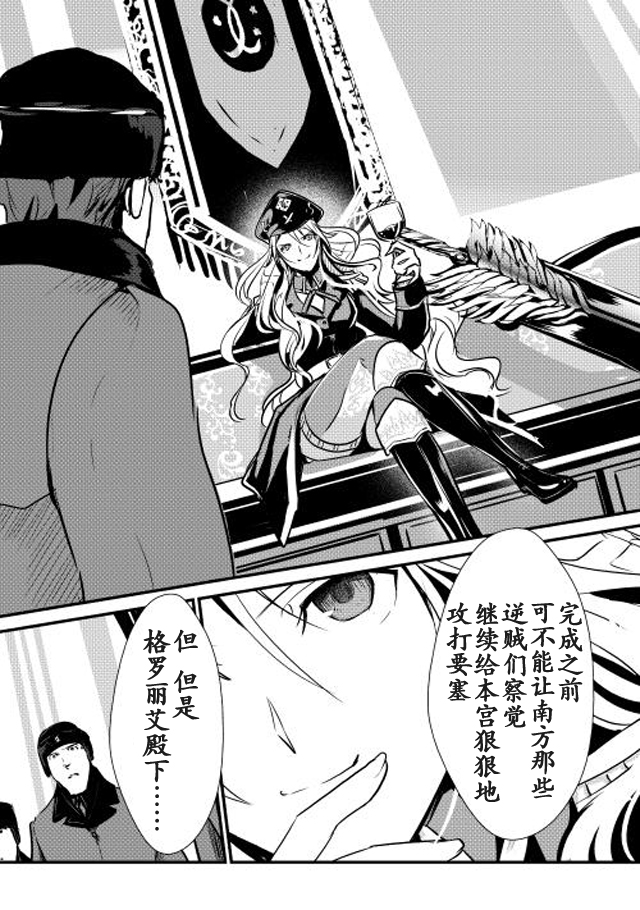 完成之前
可不能让南方那些
逆贼们察觉
继续给本宫狠狠地
攻打要塞
但 但是
格罗丽艾殿下……